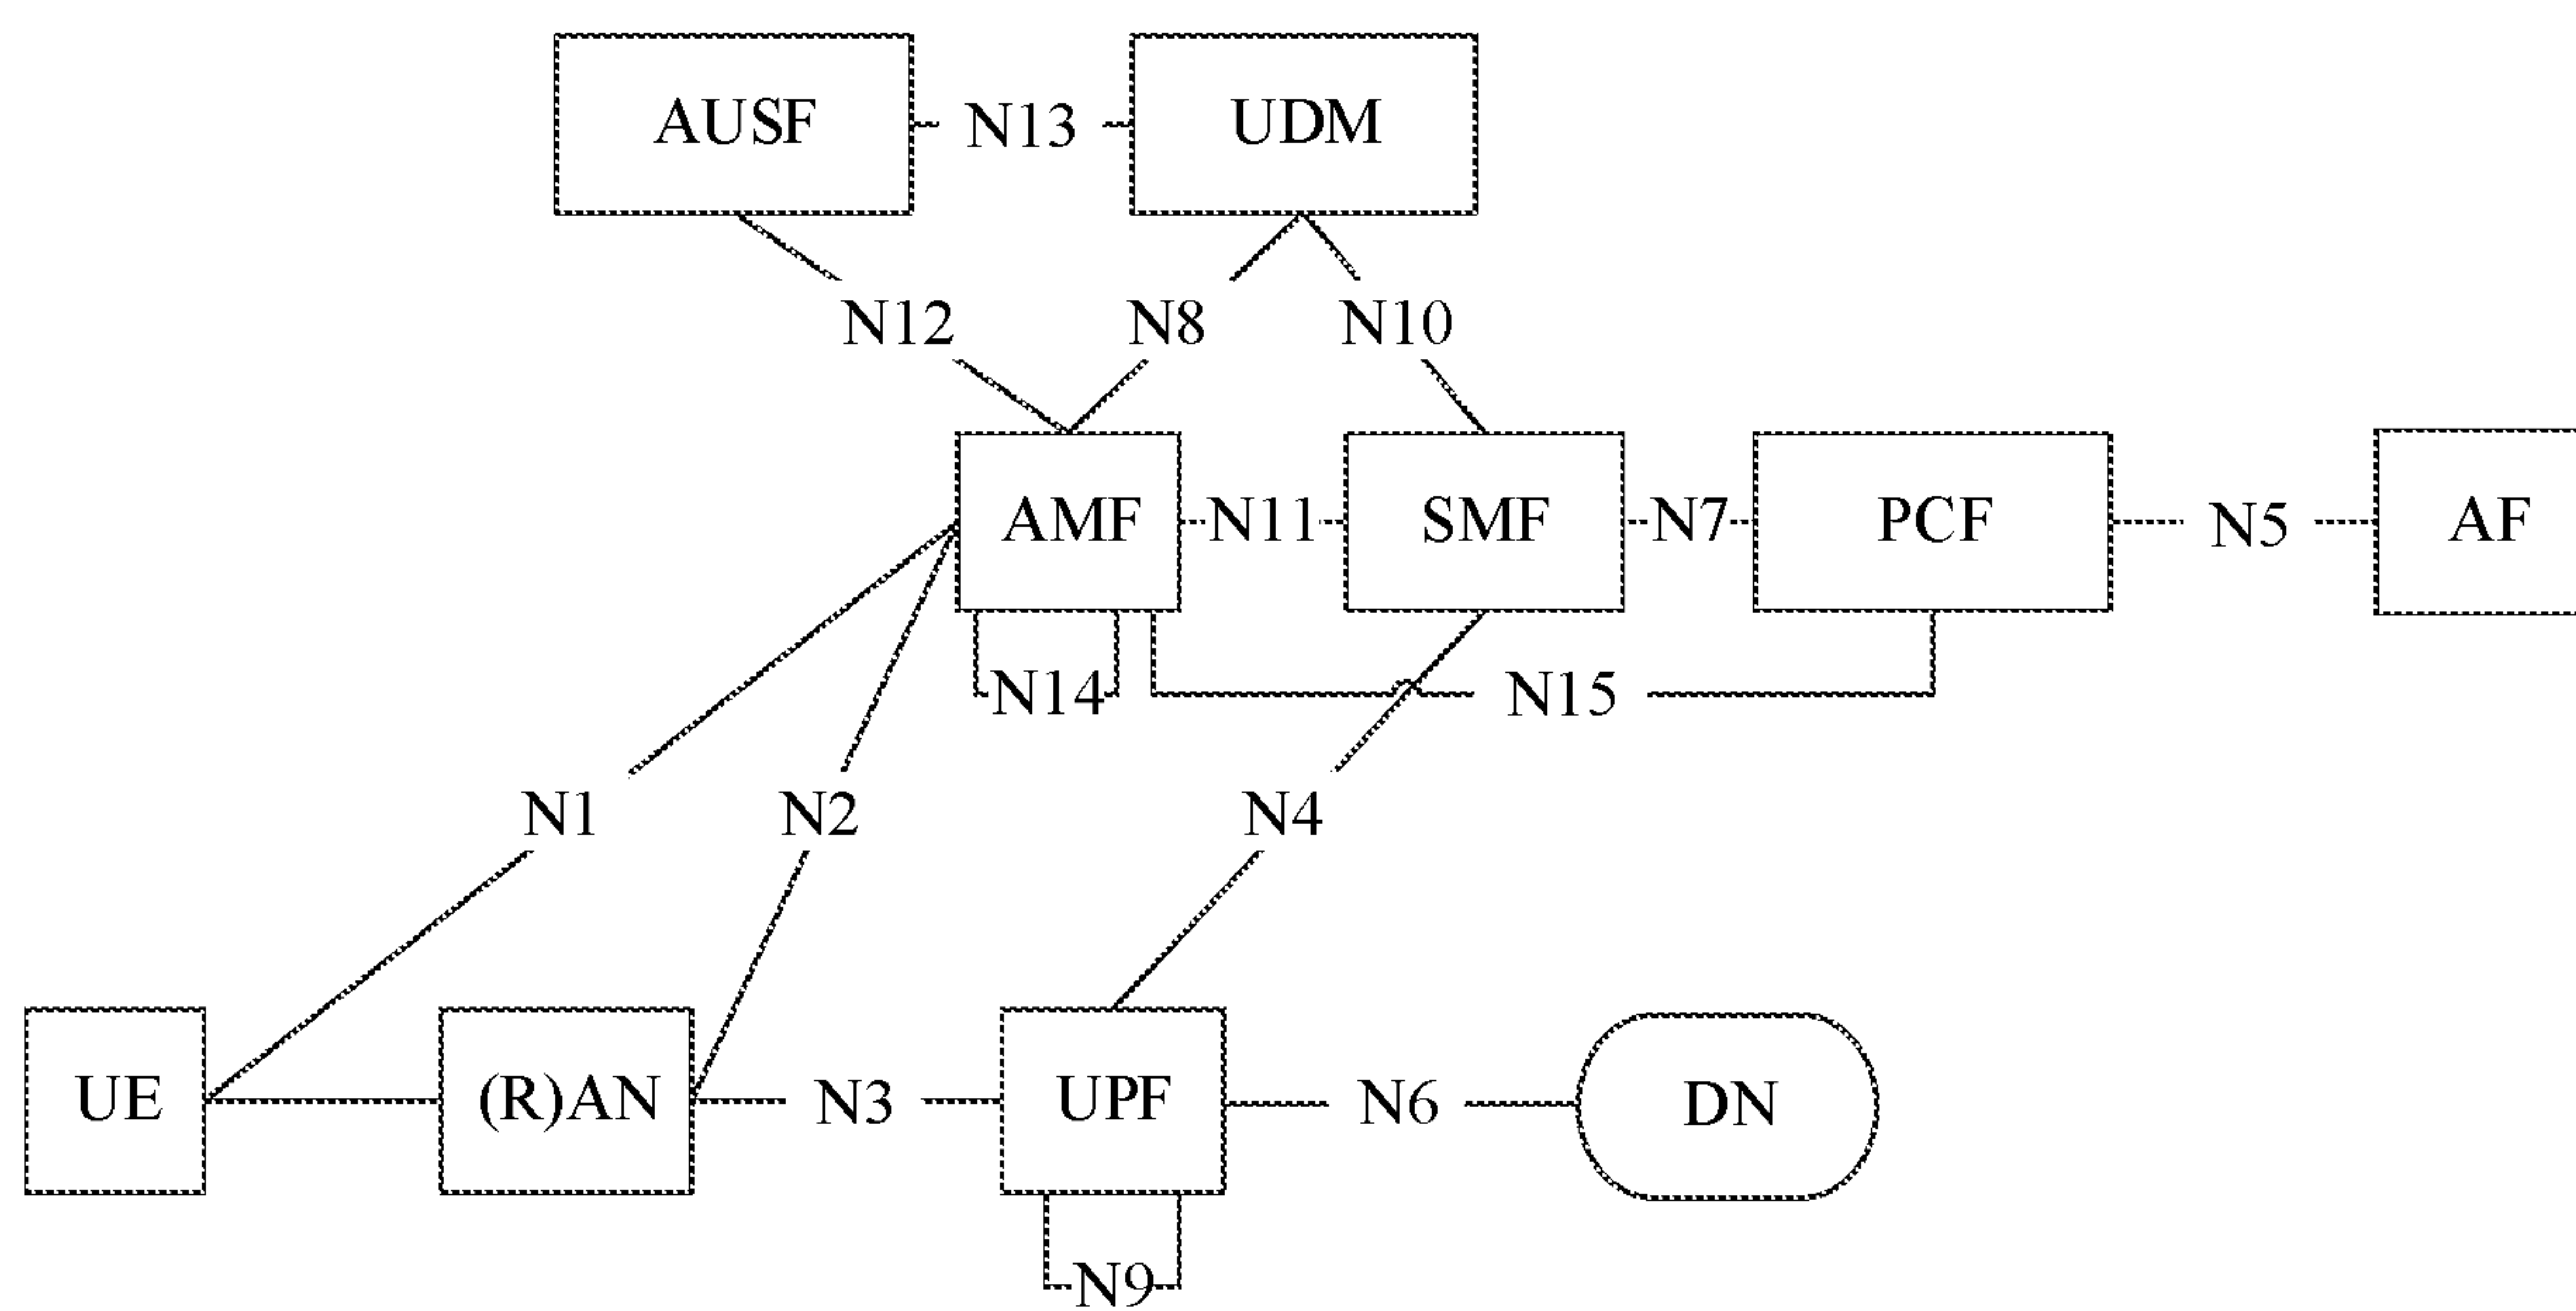 AUSF N13 UDM
N12 N8 N10
AMF N11 SMF N7 PCF N5 AF
N14 N15
N1 N2 N4
UE (R)AN N3 UPF N6 DN
N9